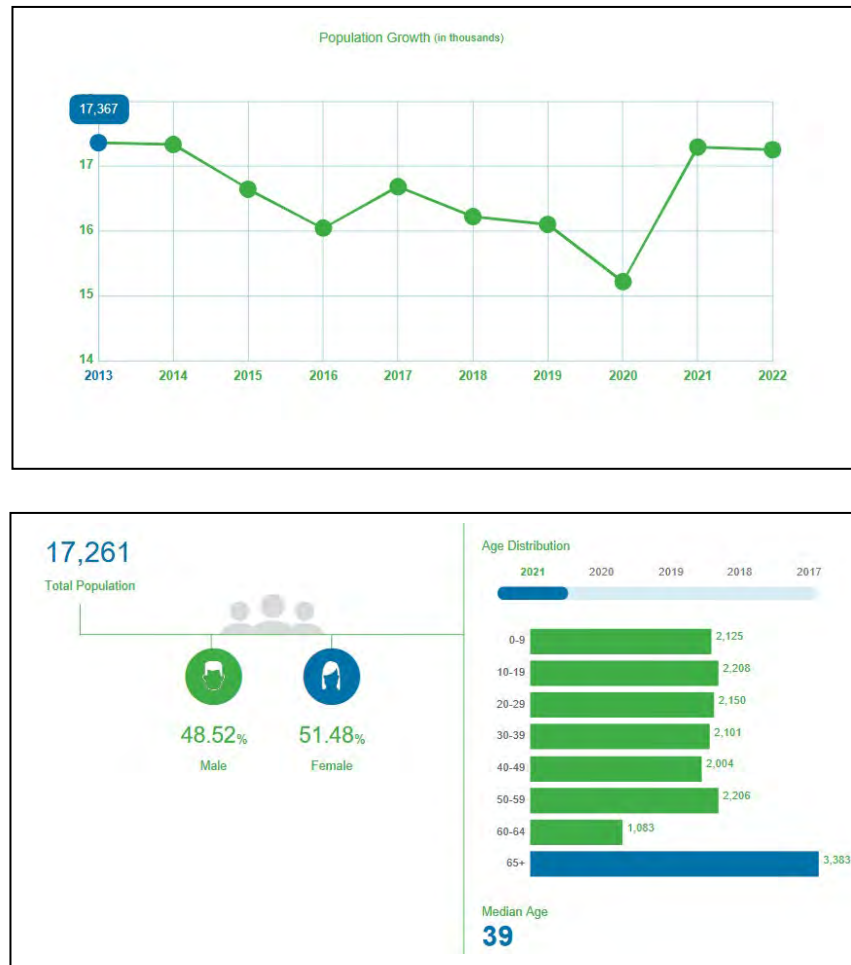 Population Growth (in thousands)
17,367
17
16
15
14
2013 2014 2015 2016 2017 2018 2019 2020 2021 2022
17,261
Total Population
48.52% 51.48%
Male Female
Age Distribution
2021 2020 2019 2018 2017
0-9 2,125
10-19 2,208
20-29 2,150
30-39 2,101
40-49 2,004
50-59 2,206
60-64 1,083
65+ 3,383
Median Age
39